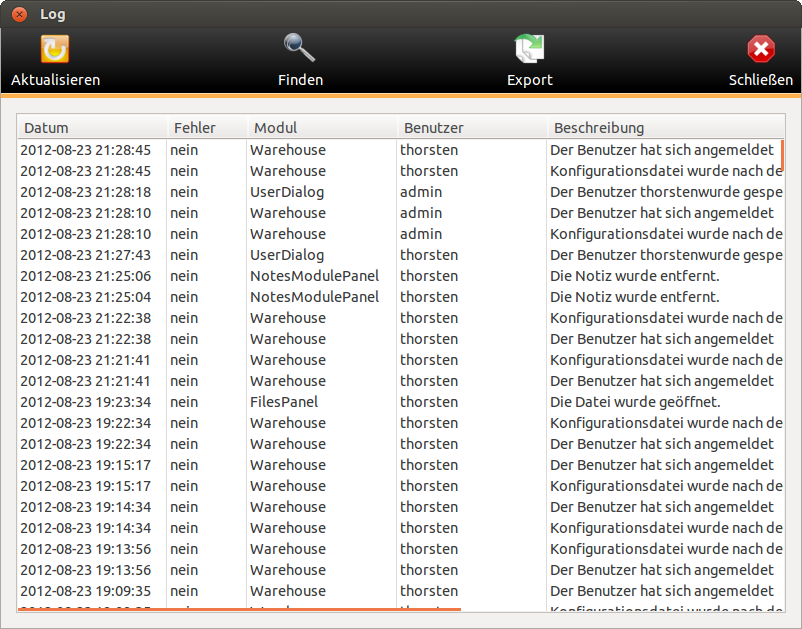 Log
Aktualisieren Finden Export Schließen
Datum Fehler Modul Benutzer Beschreibung
2012-08-23 21:28:45 nein Warehouse thorsten Der Benutzer hat sich angemeldet
2012-08-23 21:28:45 nein Warehouse thorsten Konfigurationsdatei wurde nach de
2012-08-23 21:28:18 nein UserDialog admin Der Benutzer thorstenwurde gespe
2012-08-23 21:28:10 nein Warehouse admin Der Benutzer hat sich angemeldet
2012-08-23 21:28:10 nein Warehouse admin Konfigurationsdatei wurde nach de
2012-08-23 21:27:43 nein UserDialog thorsten Der Benutzer thorstenwurde gespe
2012-08-23 21:25:06 nein NotesModulePanel thorsten Die Notiz wurde entfernt.
2012-08-23 21:25:04 nein NotesModulePanel thorsten Die Notiz wurde entfernt.
2012-08-23 21:22:38 nein Warehouse thorsten Konfigurationsdatei wurde nach de
2012-08-23 21:22:38 nein Warehouse thorsten Der Benutzer hat sich angemeldet
2012-08-23 21:21:41 nein Warehouse thorsten Konfigurationsdatei wurde nach de
2012-08-23 21:21:41 nein Warehouse thorsten Der Benutzer hat sich angemeldet
2012-08-23 19:23:34 nein FilesPanel thorsten Die Datei wurde geöffnet.
2012-08-23 19:22:34 nein Warehouse thorsten Konfigurationsdatei wurde nach de
2012-08-23 19:22:34 nein Warehouse thorsten Der Benutzer hat sich angemeldet
2012-08-23 19:15:17 nein Warehouse thorsten Der Benutzer hat sich angemeldet
2012-08-23 19:15:17 nein Warehouse thorsten Konfigurationsdatei wurde nach de
2012-08-23 19:14:34 nein Warehouse thorsten Der Benutzer hat sich angemeldet
2012-08-23 19:14:34 nein Warehouse thorsten Konfigurationsdatei wurde nach de
2012-08-23 19:13:56 nein Warehouse thorsten Konfigurationsdatei wurde nach de
2012-08-23 19:13:56 nein Warehouse thorsten Der Benutzer hat sich angemeldet
2012-08-23 19:09:35 nein Warehouse thorsten Der Benutzer hat sich angemeldet